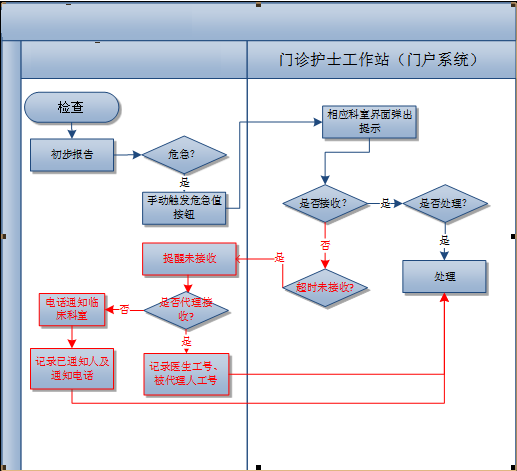 门诊护士工作站（门户系统）
检查
初步报告
危急？
是
手动触发危急值
按钮
相应科室界面弹出
提示
是否接收？
是
是否处理？
否
是
处理
超时未接收？
是
提醒未接收
是否代理接
收？
否
电话通知临
床科室
是
记录已通知人及
通知电话
记录医生工号、
被代理人工号